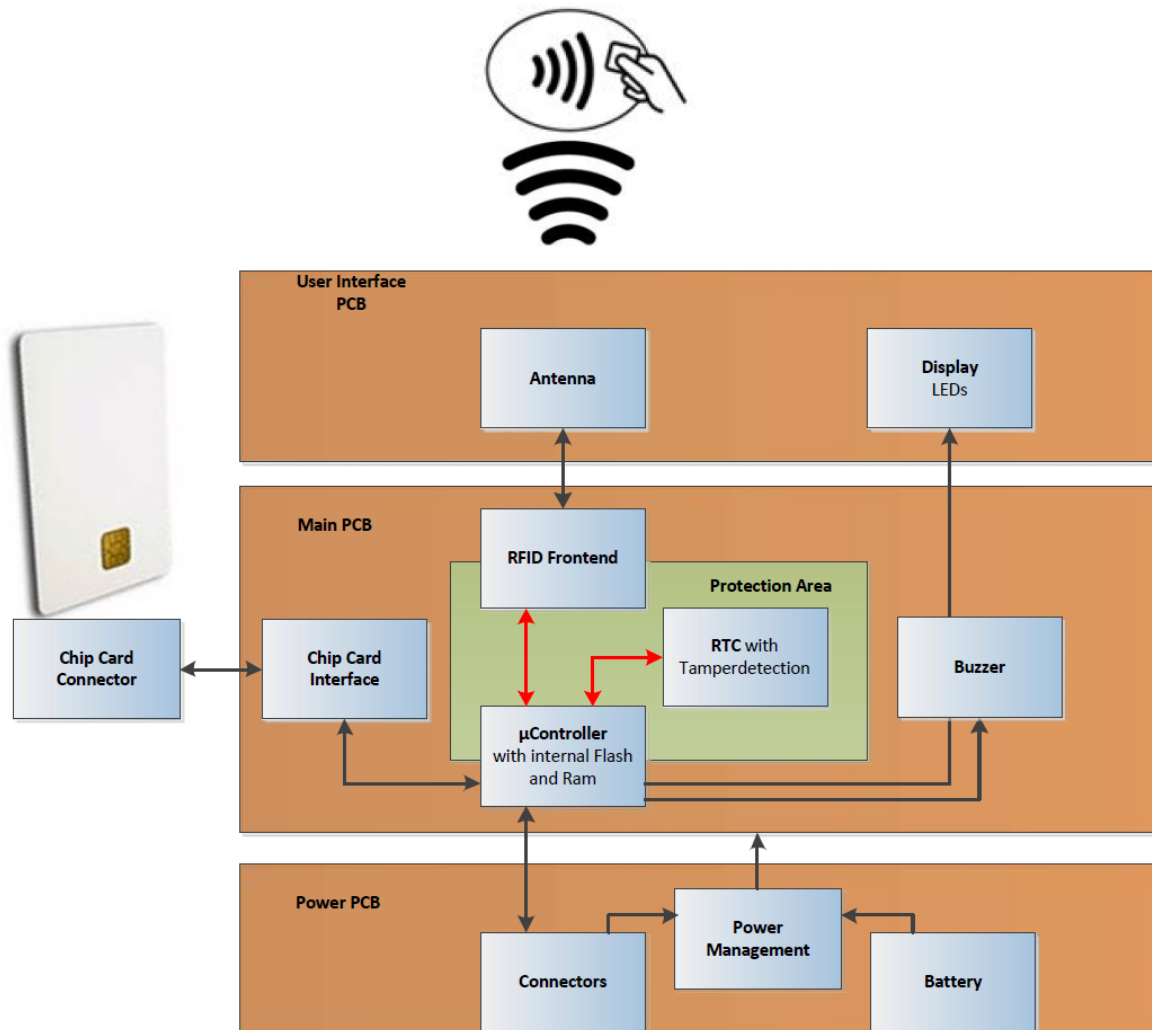 User Interface
PCB
Antenna
Display
LEDs
Main PCB
RFID Frontend
Protection Area
RTC with
Tamperdetection
Chip Card
Connector
Chip Card
Interface
Buzzer
µController
with internal Flash
and Ram
Power PCB
Power
Management
Connectors
Battery